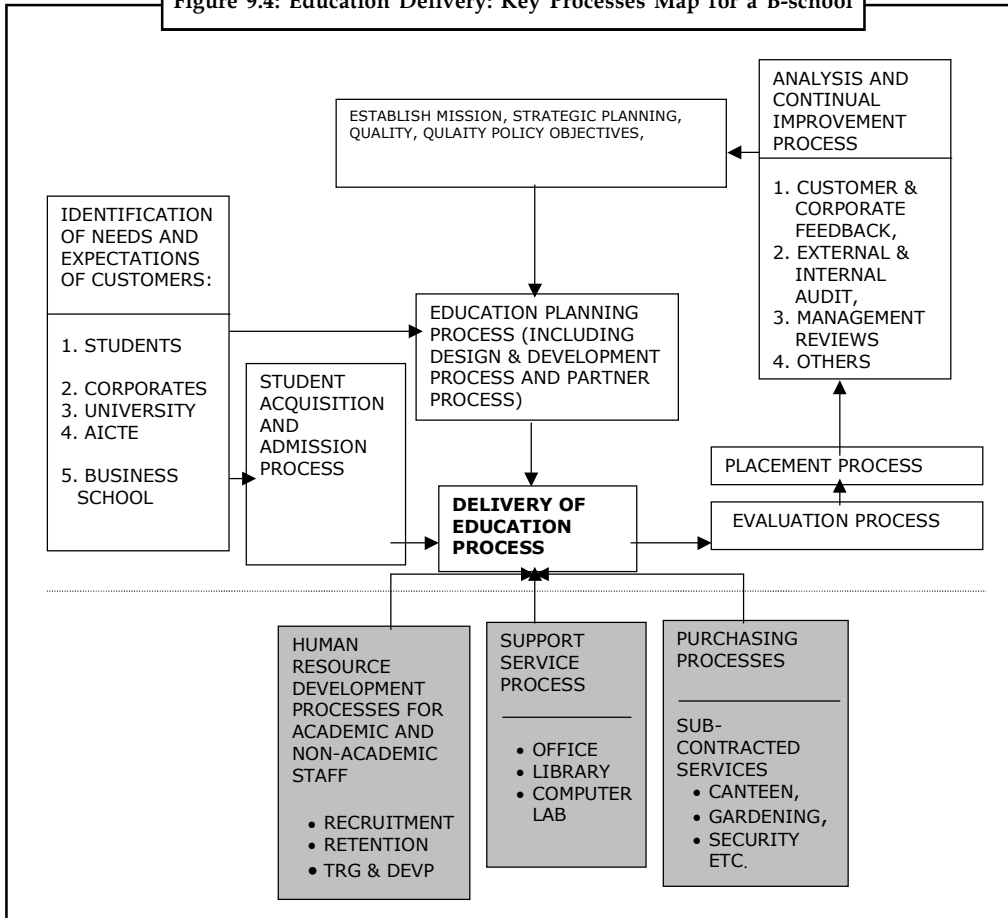 Figure 9.4: Education Delivery: Key Processes Map for a B-school
ESTABLISH MISSION, STRATEGIC PLANNING,
QUALITY, QULAITY POLICY OBJECTIVES,
ANALYSIS AND
CONTINUAL
IMPROVEMENT
PROCESS
1. CUSTOMER &
CORPORATE
FEEDBACK,
2. EXTERNAL &
INTERNAL
AUDIT,
3. MANAGEMENT
REVIEWS
4. OTHERS
IDENTIFICATION
OF NEEDS AND
EXPECTATIONS
OF CUSTOMERS:
1. STUDENTS
2. CORPORATES
3. UNIVERSITY
4. AICTE
5. BUSINESS
SCHOOL
EDUCATION PLANNING
PROCESS (INCLUDING
DESIGN & DEVELOPMENT
PROCESS AND PARTNER
PROCESS)
STUDENT
ACQUISITION
AND
ADMISSION
PROCESS
DELIVERY OF
EDUCATION
PROCESS
PLACEMENT PROCESS
EVALUATION PROCESS
HUMAN
RESOURCE
DEVELOPMENT
PROCESSES FOR
ACADEMIC AND
NON-ACADEMIC
STAFF
• RECRUITMENT
• RETENTION
• TRG & DEVP
SUPPORT
SERVICE
PROCESS
• OFFICE
• LIBRARY
• COMPUTER
LAB
PURCHASING
PROCESSES
SUB-
CONTRACTED
SERVICES
• CANTEEN,
• GARDENING,
• SECURITY
ETC.